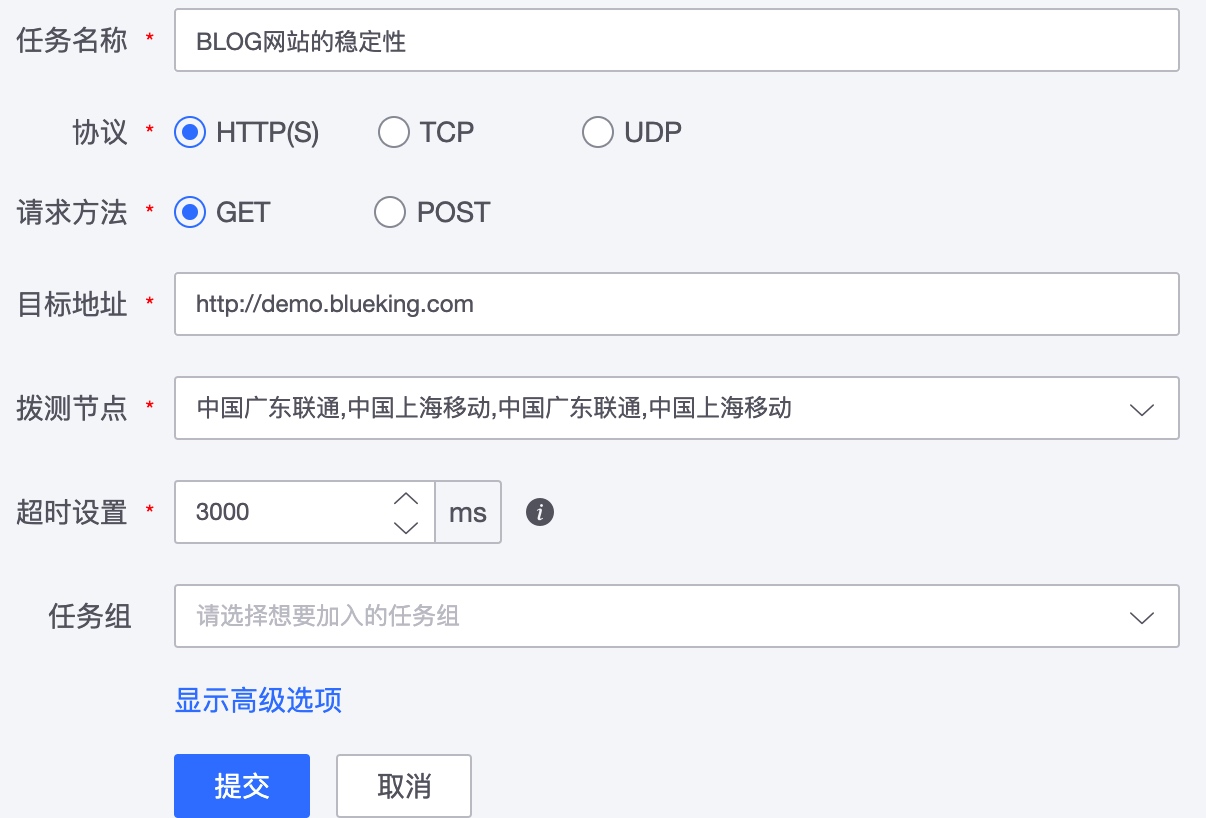 任务名称 * BLOG网站的稳定性
协议 * HTTP(S) TCP UDP
请求方法 * GET POST
目标地址 * http://demo.blueking.com
拨测节点 * 中国广东联通,中国上海移动,中国广东联通,中国上海移动
超时设置 * 3000 ms i
任务组 请选择想要加入的任务组
显示高级选项
提交 取消